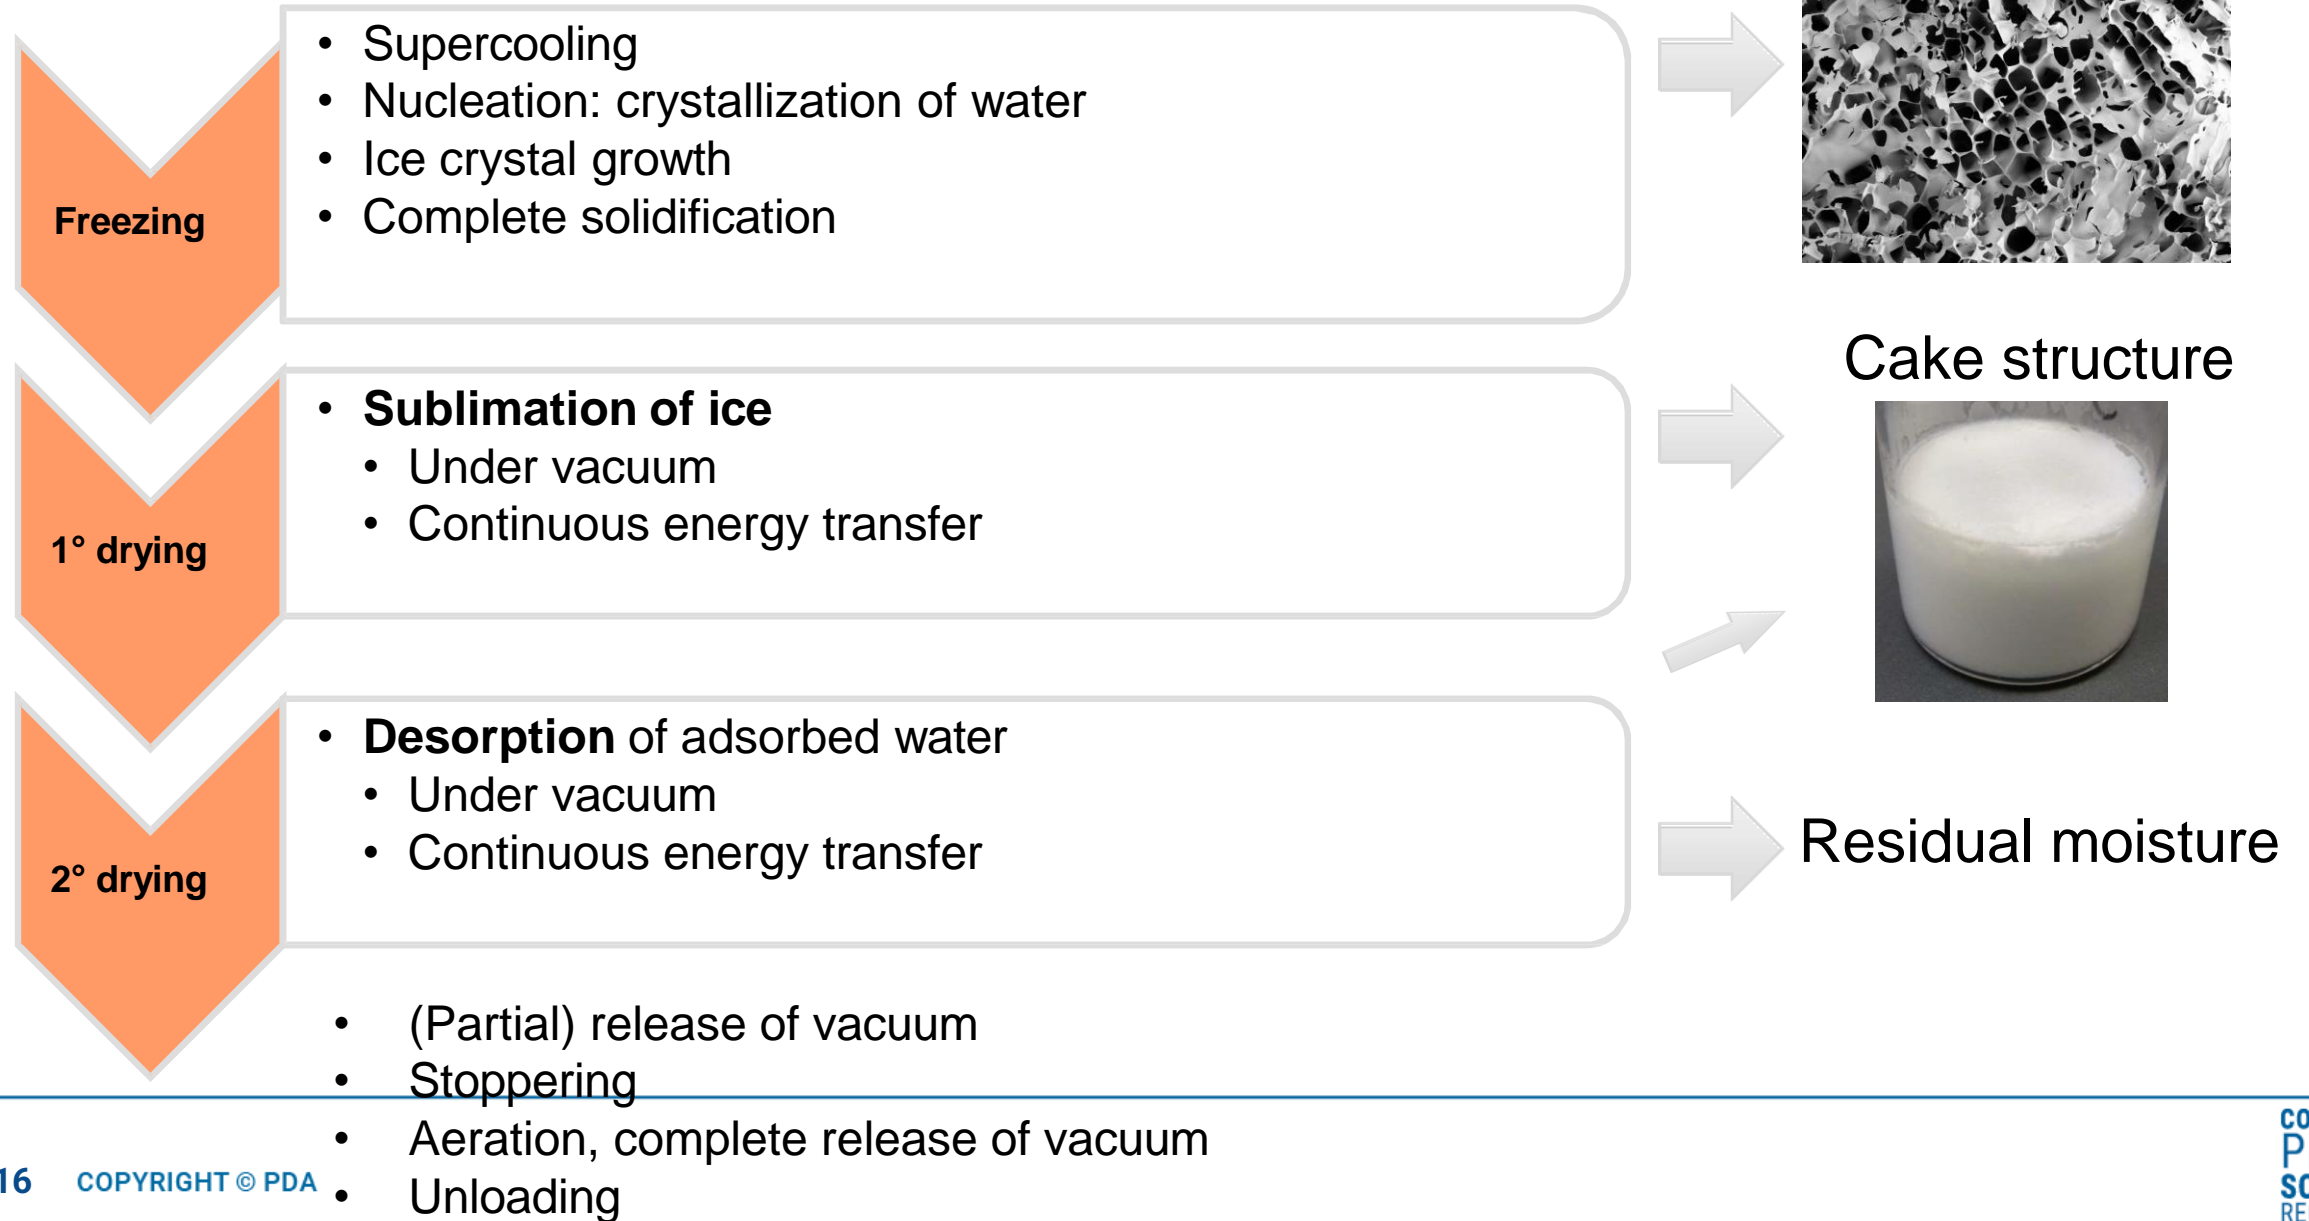 Freezing
• Supercooling
• Nucleation: crystallization of water
• Ice crystal growth
• Complete solidification
Cake structure
1° drying
• Sublimation of ice
• Under vacuum
• Continuous energy transfer
2° drying
• Desorption of adsorbed water
• Under vacuum
• Continuous energy transfer
Residual moisture
• (Partial) release of vacuum
• Stoppering
• Aeration, complete release of vacuum
• Unloading
16 COPYRIGHT © PDA